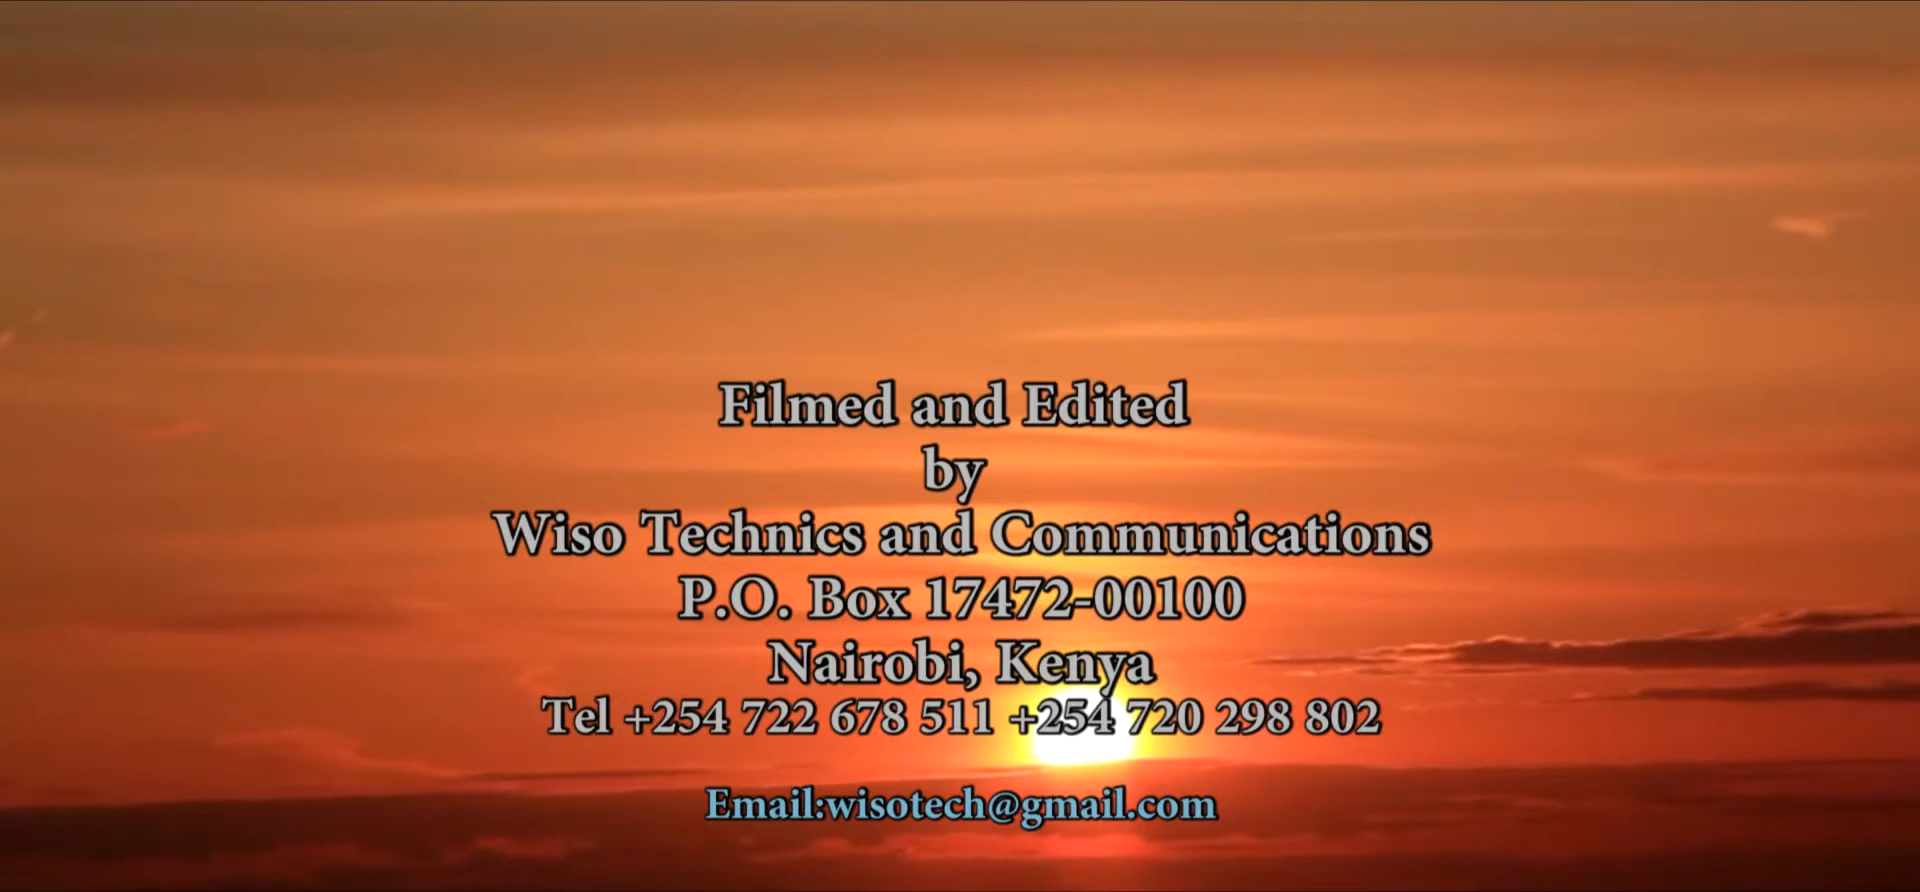 Filmed and Edited
by
Wiso Technics and Communications
P.O. Box 17472-00100
Nairobi, Kenya
Tel +254 722 678 511 +254 720 298 802
Email:wisotech@gmail.com